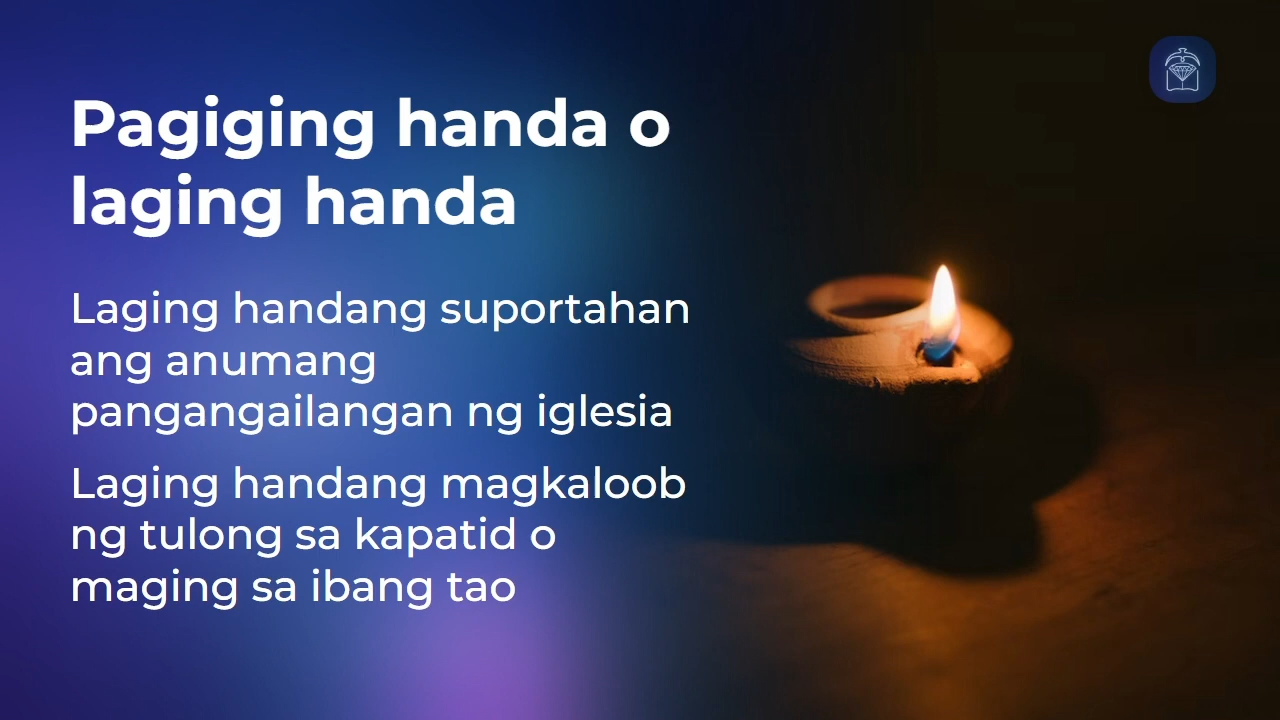 Pagiging handa o
laging handa
Laging handang suportahan
ang anumang
pangangailangan ng iglesia
Laging handang magkaloob
ng tulong sa kapatid o
maging sa ibang tao